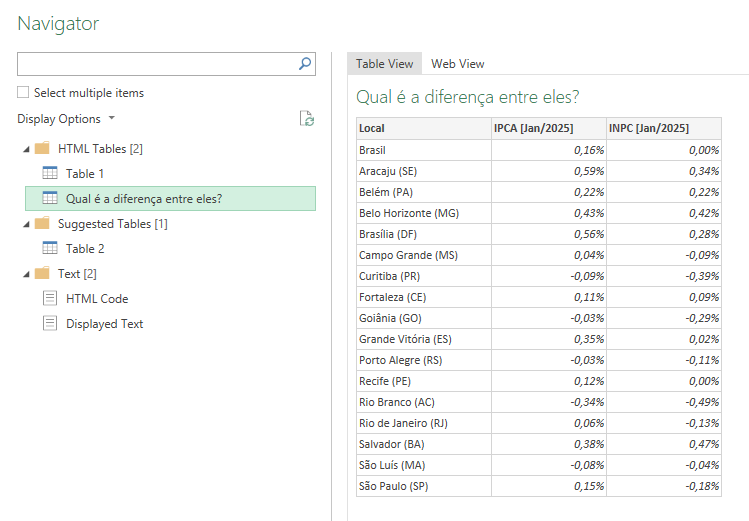 Navigator
Select multiple items
Display Options
HTML Tables [2]
Table 1
Qual é a diferença entre eles?
Suggested Tables [1]
Table 2
Text [2]
HTML Code
Displayed Text
Table View Web View
Qual é a diferença entre eles?
Local IPCA [Jan/2025] INPC [Jan/2025]
Brasil 0,16% 0,00%
Aracaju (SE) 0,59% 0,34%
Belém (PA) 0,22% 0,22%
Belo Horizonte (MG) 0,43% 0,42%
Brasília (DF) 0,56% 0,28%
Campo Grande (MS) 0,04% -0,09%
Curitiba (PR) -0,09% -0,39%
Fortaleza (CE) 0,11% 0,09%
Goiânia (GO) -0,03% -0,29%
Grande Vitória (ES) 0,35% 0,02%
Porto Alegre (RS) -0,03% -0,11%
Recife (PE) 0,12% 0,00%
Rio Branco (AC) -0,34% -0,49%
Rio de Janeiro (RJ) 0,06% -0,13%
Salvador (BA) 0,38% 0,47%
São Luís (MA) -0,08% -0,04%
São Paulo (SP) 0,15% -0,18%